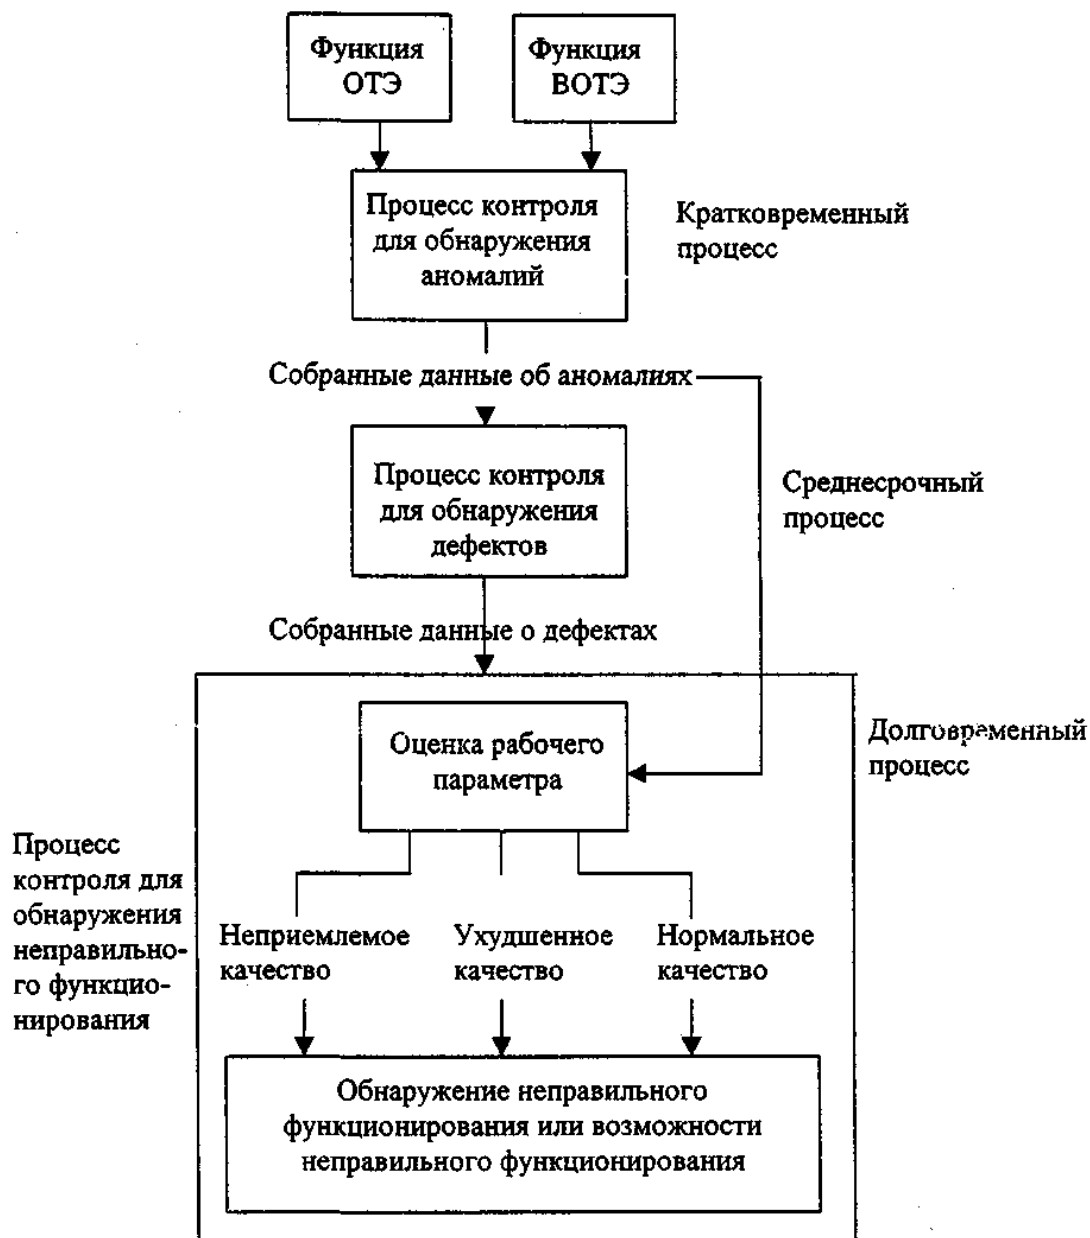 Функция
ОТЭ
Функция
ВОТЭ
Процесс контроля
для обнаружения
аномалий
Кратковременный
процесс
Собранные данные об аномалиях
Процесс контроля
для обнаружения
дефектов
Среднесрочный
процесс
Собранные данные о дефектах
Оценка рабочего
параметра
Долговременный
процесс
Процесс
контроля для
обнаружения
неправильно-
го функцио-
нирования
Неприемлемое
качество
Ухудшенное
качество
Нормальное
качество
Обнаружение неправильного
функционирования или возможности
неправильного функционирования